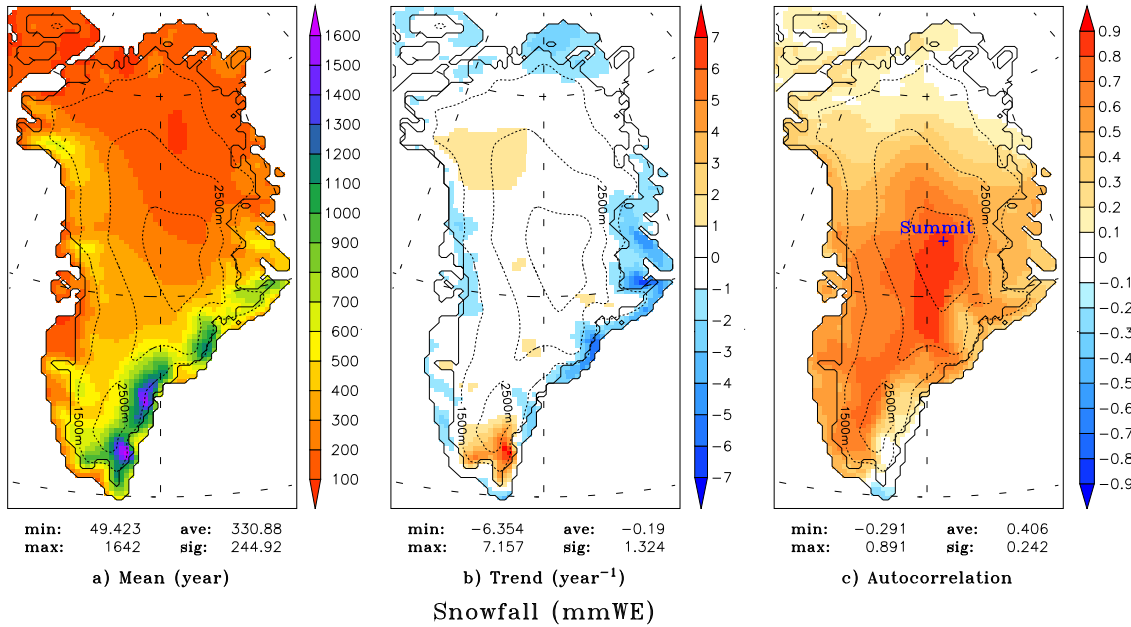 1600
1500
1400
1300
1200
1100
1000
900
800
700
600
500
400
300
200
100
2500m
2500m
1500m
7
6
5
4
3
2
1
0
−1
−2
−3
−4
−5
−6
−7
2500m
2500m
1500m
0.9
0.8
0.7
0.6
0.5
0.4
0.3
0.2
0.1
0
−0.1
−0.2
−0.3
−0.4
−0.5
−0.6
−0.7
−0.8
−0.9
2500m
Summit
2500m
1500m
min: 49.423 ave: 330.88
max: 1642 sig: 244.92
a) Mean (year)
min: −6.354 ave: −0.19
max: 7.157 sig: 1.324
b) Trend (year⁻¹)
min: −0.291 ave: 0.406
max: 0.891 sig: 0.242
c) Autocorrelation
Snowfall (mmWE)